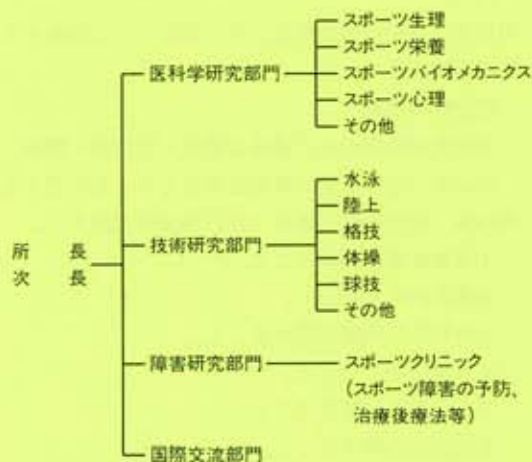 所　長
次　長
医科学研究部門
スポーツ生理
スポーツ栄養
スポーツバイオメカニクス
スポーツ心理
その他
技術研究部門
水泳
陸上
格技
体操
球技
その他
障害研究部門
スポーツクリニック
(スポーツ障害の予防、
治療後療法等)
国際交流部門